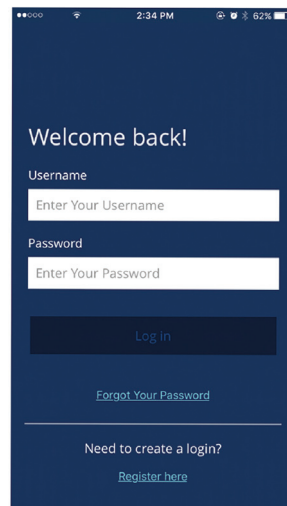 2:34 PM
62%
Welcome back!
Username
Enter Your Username
Password
Enter Your Password
Log in
Forgot Your Password
Need to create a login?
Register here